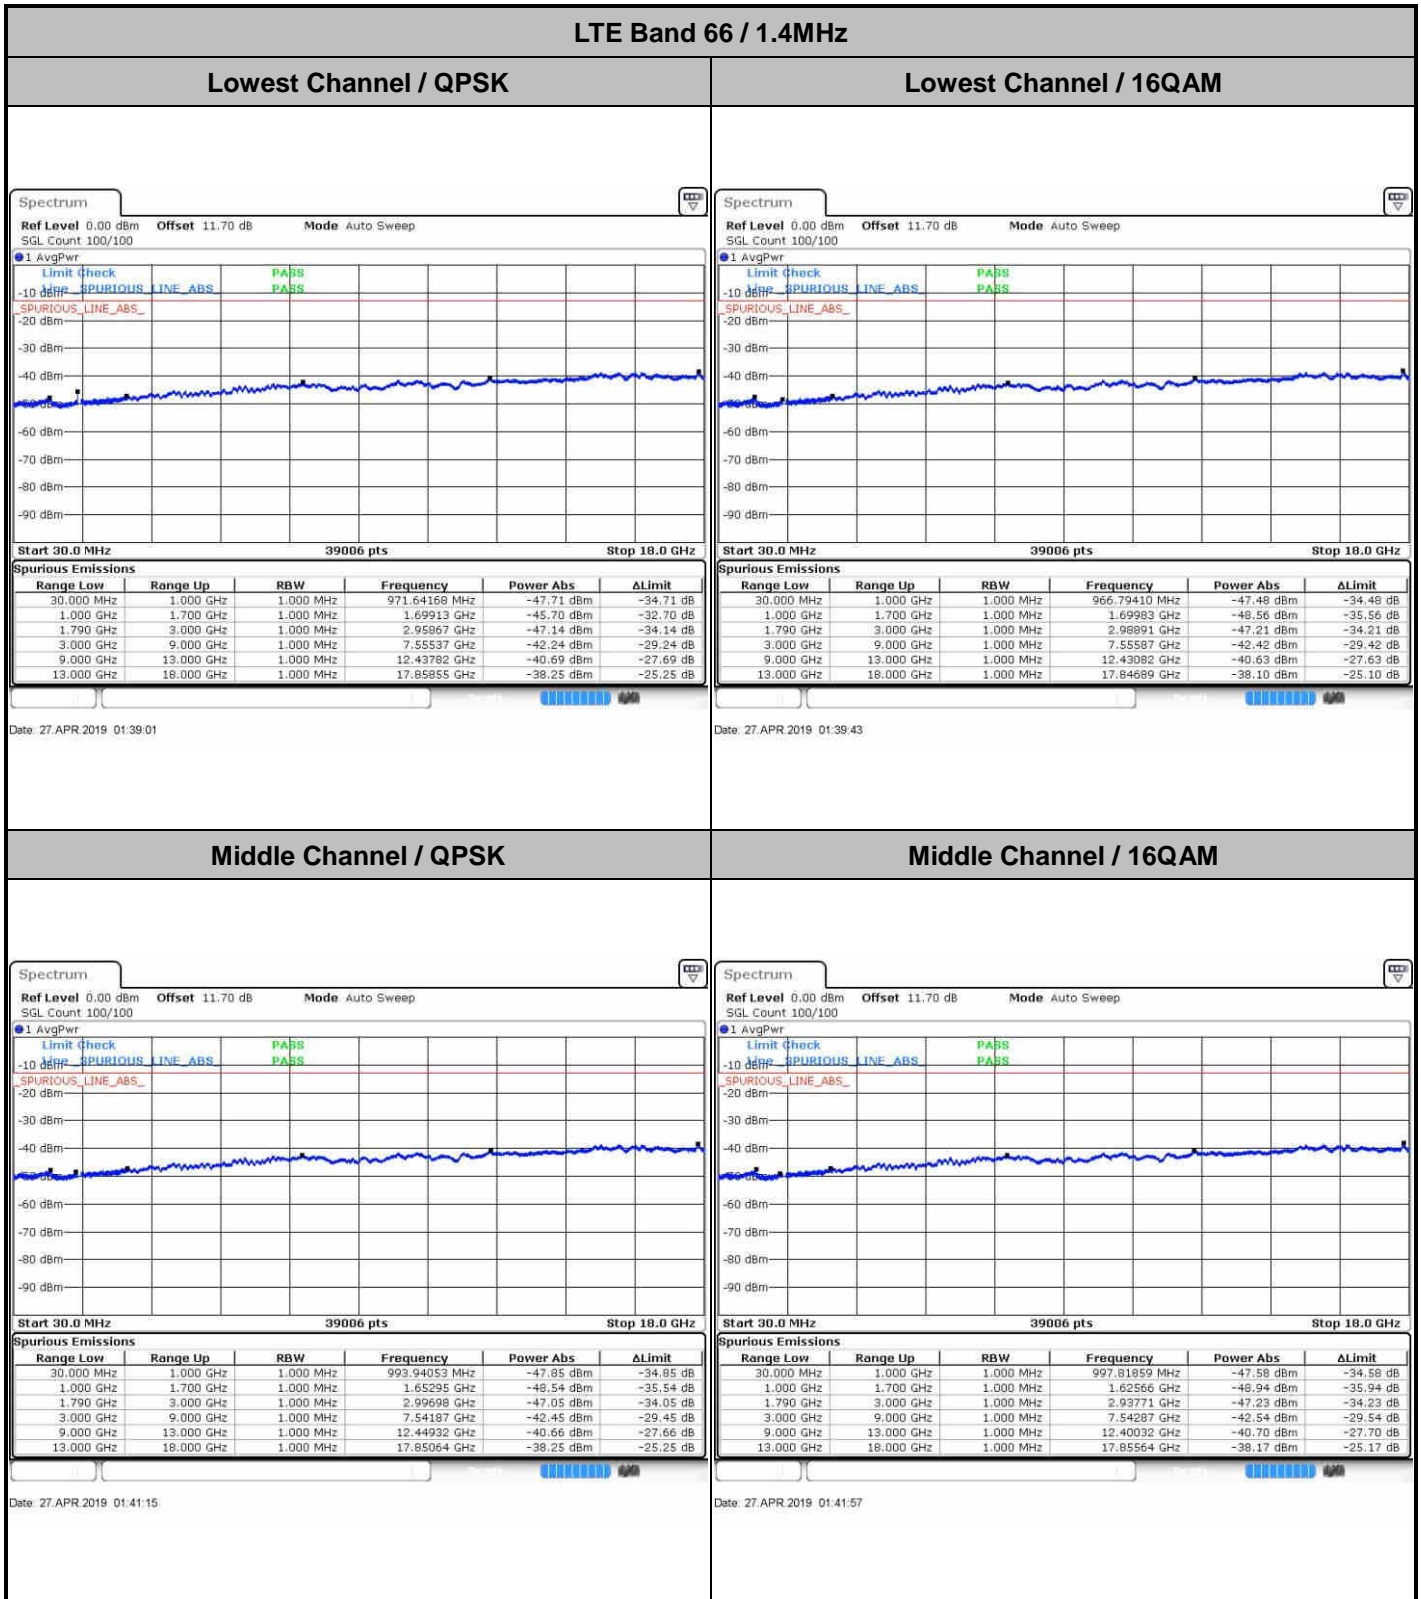 LTE Band 66 / 1.4MHz
Lowest Channel / QPSK
Lowest Channel / 16QAM
Spectrum
Ref Level 0.00 dBm Offset 11.70 dB Mode Auto Sweep
SGL Count 100/100
1 AvgPwr
Limit Check PASS
Line _SPURIOUS_LINE_ABS_ PASS
-10 dBm
_SPURIOUS_LINE_ABS_
-20 dBm
-30 dBm
-40 dBm
-50 dBm
-60 dBm
-70 dBm
-80 dBm
-90 dBm
Start 30.0 MHz 39006 pts Stop 18.0 GHz
Spurious Emissions
Range Low Range Up RBW Frequency Power Abs ΔLimit
30.000 MHz 1.000 GHz 1.000 MHz 971.64168 MHz -47.71 dBm -34.71 dB
1.000 GHz 1.700 GHz 1.000 MHz 1.69913 GHz -45.70 dBm -32.70 dB
1.790 GHz 3.000 GHz 1.000 MHz 2.95867 GHz -47.14 dBm -34.14 dB
3.000 GHz 9.000 GHz 1.000 MHz 7.55537 GHz -42.24 dBm -29.24 dB
9.000 GHz 13.000 GHz 1.000 MHz 12.43782 GHz -40.69 dBm -27.69 dB
13.000 GHz 18.000 GHz 1.000 MHz 17.85855 GHz -38.25 dBm -25.25 dB
Date: 27.APR.2019 01:39:01
Spectrum
Ref Level 0.00 dBm Offset 11.70 dB Mode Auto Sweep
SGL Count 100/100
1 AvgPwr
Limit Check PASS
Line _SPURIOUS_LINE_ABS_ PASS
-10 dBm
_SPURIOUS_LINE_ABS_
-20 dBm
-30 dBm
-40 dBm
-50 dBm
-60 dBm
-70 dBm
-80 dBm
-90 dBm
Start 30.0 MHz 39006 pts Stop 18.0 GHz
Spurious Emissions
Range Low Range Up RBW Frequency Power Abs ΔLimit
30.000 MHz 1.000 GHz 1.000 MHz 966.79410 MHz -47.48 dBm -34.48 dB
1.000 GHz 1.700 GHz 1.000 MHz 1.69983 GHz -48.56 dBm -35.56 dB
1.790 GHz 3.000 GHz 1.000 MHz 2.98891 GHz -47.21 dBm -34.21 dB
3.000 GHz 9.000 GHz 1.000 MHz 7.55587 GHz -42.42 dBm -29.42 dB
9.000 GHz 13.000 GHz 1.000 MHz 12.43082 GHz -40.63 dBm -27.63 dB
13.000 GHz 18.000 GHz 1.000 MHz 17.84689 GHz -38.10 dBm -25.10 dB
Date: 27.APR.2019 01:39:43
Middle Channel / QPSK
Middle Channel / 16QAM
Spectrum
Ref Level 0.00 dBm Offset 11.70 dB Mode Auto Sweep
SGL Count 100/100
1 AvgPwr
Limit Check PASS
Line _SPURIOUS_LINE_ABS_ PASS
-10 dBm
_SPURIOUS_LINE_ABS_
-20 dBm
-30 dBm
-40 dBm
-50 dBm
-60 dBm
-70 dBm
-80 dBm
-90 dBm
Start 30.0 MHz 39006 pts Stop 18.0 GHz
Spurious Emissions
Range Low Range Up RBW Frequency Power Abs ΔLimit
30.000 MHz 1.000 GHz 1.000 MHz 993.94053 MHz -47.85 dBm -34.85 dB
1.000 GHz 1.700 GHz 1.000 MHz 1.65295 GHz -48.54 dBm -35.54 dB
1.790 GHz 3.000 GHz 1.000 MHz 2.99698 GHz -47.05 dBm -34.05 dB
3.000 GHz 9.000 GHz 1.000 MHz 7.54187 GHz -42.45 dBm -29.45 dB
9.000 GHz 13.000 GHz 1.000 MHz 12.44932 GHz -40.66 dBm -27.66 dB
13.000 GHz 18.000 GHz 1.000 MHz 17.85064 GHz -38.25 dBm -25.25 dB
Date: 27.APR.2019 01:41:15
Spectrum
Ref Level 0.00 dBm Offset 11.70 dB Mode Auto Sweep
SGL Count 100/100
1 AvgPwr
Limit Check PASS
Line _SPURIOUS_LINE_ABS_ PASS
-10 dBm
_SPURIOUS_LINE_ABS_
-20 dBm
-30 dBm
-40 dBm
-50 dBm
-60 dBm
-70 dBm
-80 dBm
-90 dBm
Start 30.0 MHz 39006 pts Stop 18.0 GHz
Spurious Emissions
Range Low Range Up RBW Frequency Power Abs ΔLimit
30.000 MHz 1.000 GHz 1.000 MHz 997.81859 MHz -47.58 dBm -34.58 dB
1.000 GHz 1.700 GHz 1.000 MHz 1.62566 GHz -48.94 dBm -35.94 dB
1.790 GHz 3.000 GHz 1.000 MHz 2.93771 GHz -47.23 dBm -34.23 dB
3.000 GHz 9.000 GHz 1.000 MHz 7.54287 GHz -42.54 dBm -29.54 dB
9.000 GHz 13.000 GHz 1.000 MHz 12.40032 GHz -40.70 dBm -27.70 dB
13.000 GHz 18.000 GHz 1.000 MHz 17.85564 GHz -38.17 dBm -25.17 dB
Date: 27.APR.2019 01:41:57